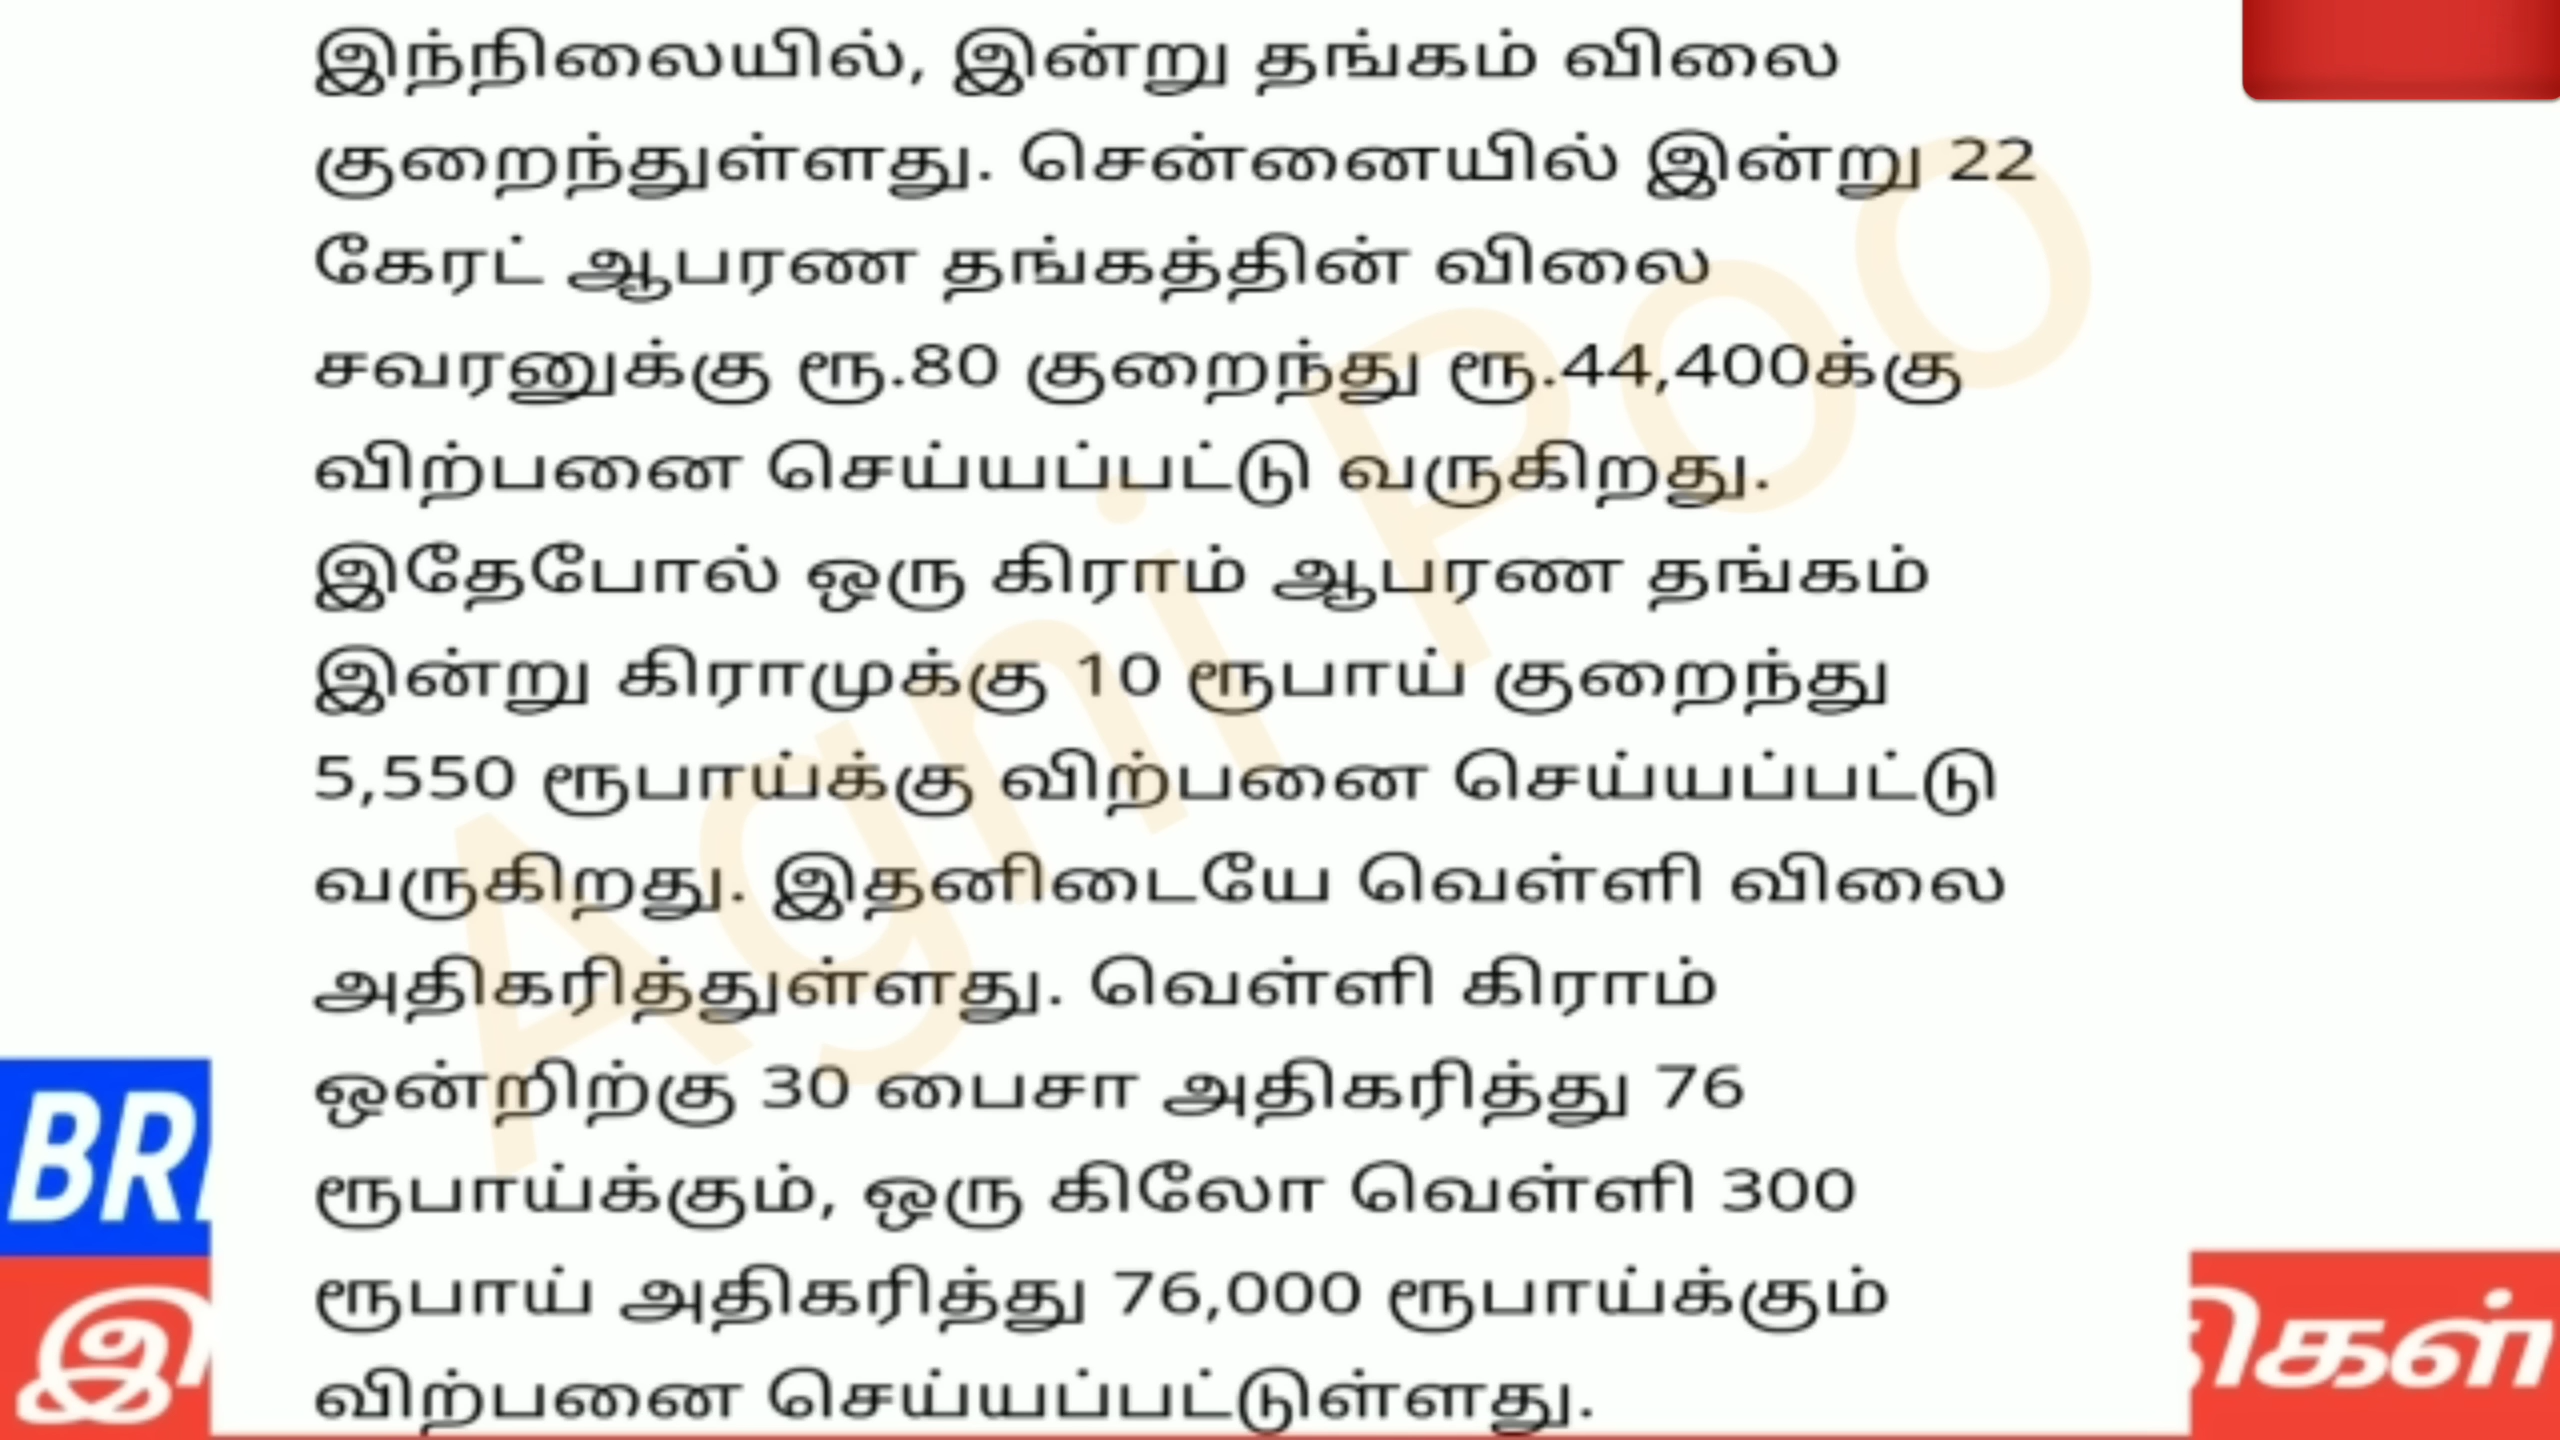 இந்நிலையில், இன்று தங்கம் விலை
குறைந்துள்ளது. சென்னையில் இன்று 22
கேரட் ஆபரண தங்கத்தின் விலை
சவரனுக்கு ரூ.80 குறைந்து ரூ.44,400க்கு
விற்பனை செய்யப்பட்டு வருகிறது.
இதேபோல் ஒரு கிராம் ஆபரண தங்கம்
இன்று கிராமுக்கு 10 ரூபாய் குறைந்து
5,550 ரூபாய்க்கு விற்பனை செய்யப்பட்டு
வருகிறது. இதனிடையே வெள்ளி விலை
அதிகரித்துள்ளது. வெள்ளி கிராம்
ஒன்றிற்கு 30 பைசா அதிகரித்து 76
ரூபாய்க்கும், ஒரு கிலோ வெள்ளி 300
ரூபாய் அதிகரித்து 76,000 ரூபாய்க்கும்
விற்பனை செய்யப்பட்டுள்ளது.
Agni Poo